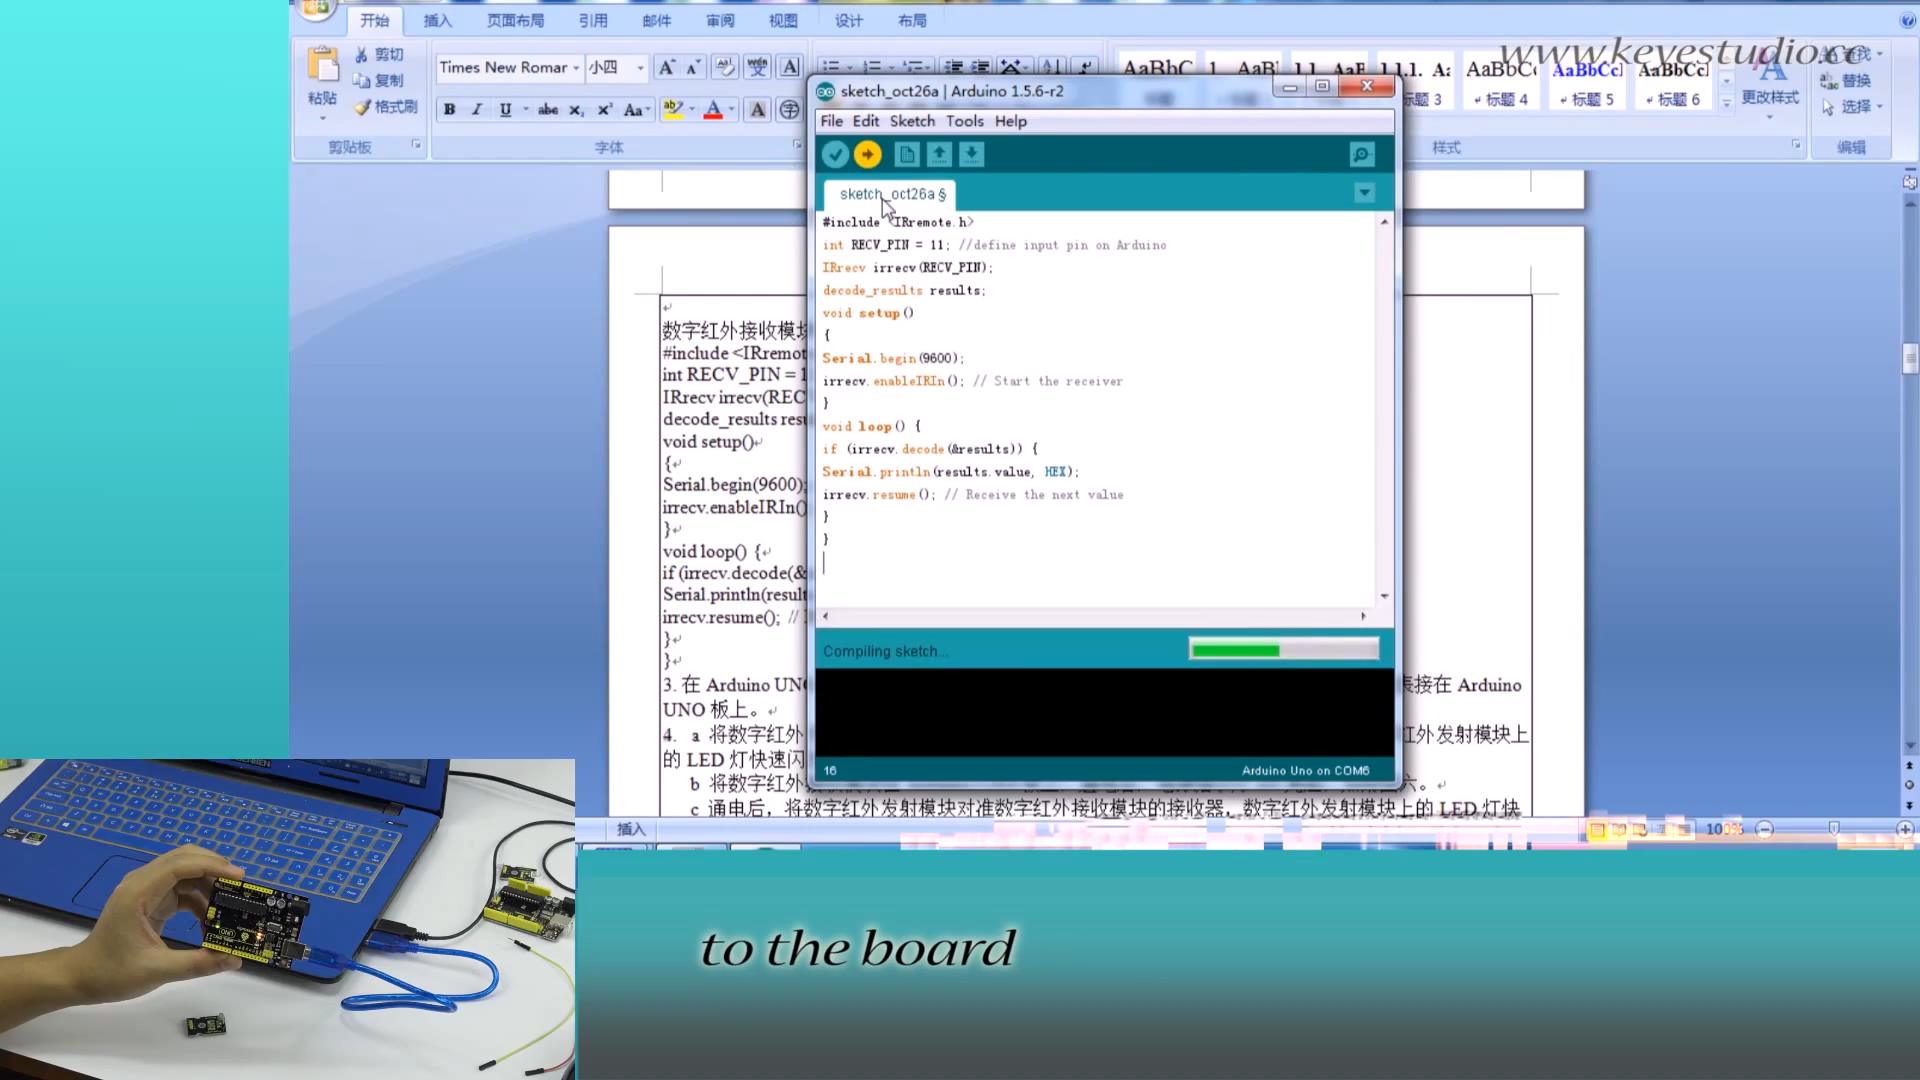 开始 插入 页面布局 引用 邮件 审阅 视图 设计 布局
www.keyestudio.cc
剪切
复制
格式刷
粘贴
剪贴板
Times New Romar 小四
字体
标题 3 标题 4 标题 5 标题 6
更改样式
样式
替换
选择
编辑
sketch_oct26a | Arduino 1.5.6-r2
File Edit Sketch Tools Help
sketch_oct26a §
#include <IRremote.h>
int RECV_PIN = 11; //define input pin on Arduino
IRrecv irrecv(RECV_PIN);
decode_results results;
void setup()
{
Serial.begin(9600);
irrecv.enableIRIn(); // Start the receiver
}
void loop() {
if (irrecv.decode(&results)) {
Serial.println(results.value, HEX);
irrecv.resume(); // Receive the next value
}
}
Compiling sketch...
16
Arduino Uno on COM6
数字红外接收模块
#include <IRremot
int RECV_PIN = 1
IRrecv irrecv(REC
decode_results resu
void setup()
{
Serial.begin(9600);
irrecv.enableIRIn()
}
void loop() {
if (irrecv.decode(&
Serial.println(result
irrecv.resume(); //
}
}
3. 在 Arduino UNO
接在 Arduino
UNO 板上。
4. a 将数字红外
红外发射模块上
的 LED 灯快速闪
b 将数字红外
六。
c 通电后，将数字红外发射模块对准数字红外接收模块的接收器，数字红外发射模块上的 LED 灯快
插入
100%
to the board